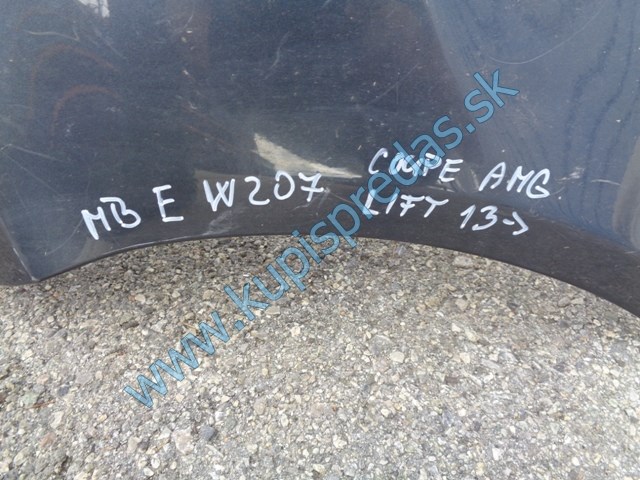 MB E W207 COUPE AMG
LIFT 13->
www.kupispredas.sk